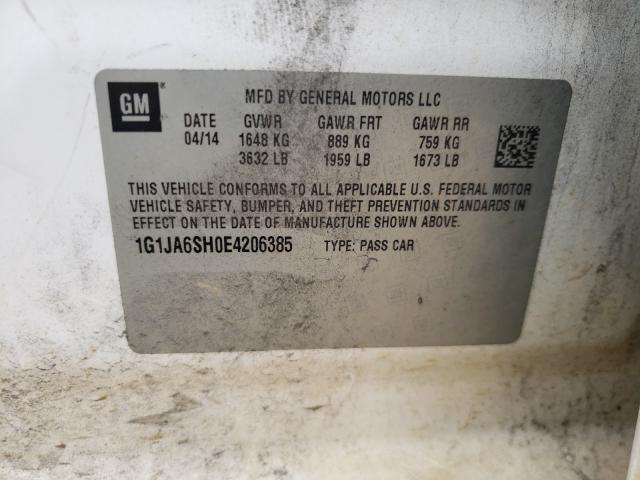 GM
MFD BY GENERAL MOTORS LLC
DATE GVWR GAWR FRT GAWR RR
04/14 1648 KG 889 KG 759 KG
3632 LB 1959 LB 1673 LB
THIS VEHICLE CONFORMS TO ALL APPLICABLE U.S. FEDERAL MOTOR
VEHICLE SAFETY, BUMPER, AND THEFT PREVENTION STANDARDS IN
EFFECT ON THE DATE OF MANUFACTURE SHOWN ABOVE.
1G1JA6SH0E4206385 TYPE: PASS CAR